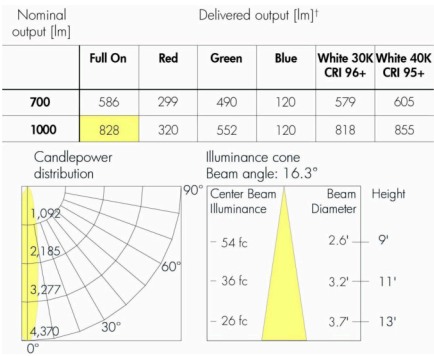 Nominal output [lm] Delivered output [lm]†
Full On Red Green Blue White 30K CRI 96+ White 40K CRI 95+
700 586 299 490 120 579 605
1000 828 320 552 120 818 855
Candlepower distribution
90°
1,092
2,185
60°
3,277
4,370
30°
0°
Illuminance cone
Beam angle: 16.3°
Center Beam Illuminance Beam Diameter Height
54 fc 2.6' 9'
36 fc 3.2' 11'
26 fc 3.7' 13'